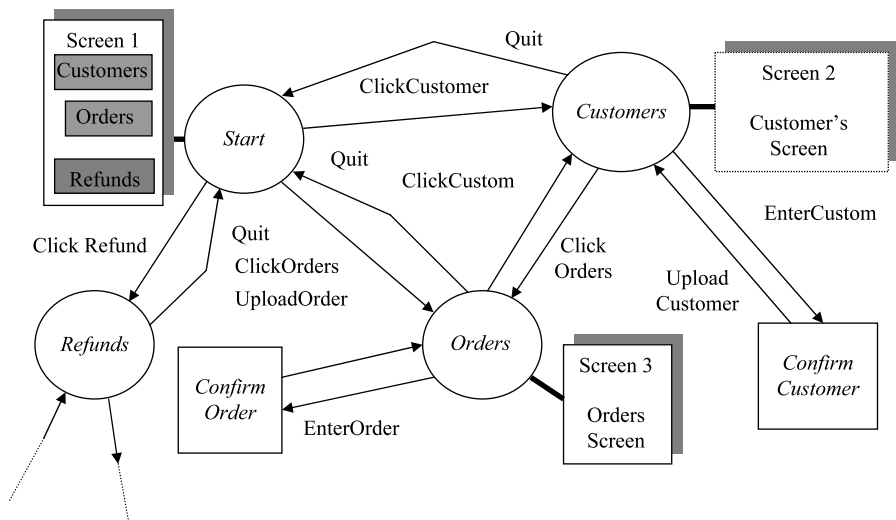 Screen 1
Customers
Orders
Refunds
Start
Quit
ClickCustomer
Customers
Screen 2
Customer's
Screen
Quit
ClickCustom
Click Refund
Quit
ClickOrders
UploadOrder
Click
Orders
EnterCustom
Upload
Customer
Refunds
Confirm
Order
Orders
EnterOrder
Screen 3
Orders
Screen
Confirm
Customer